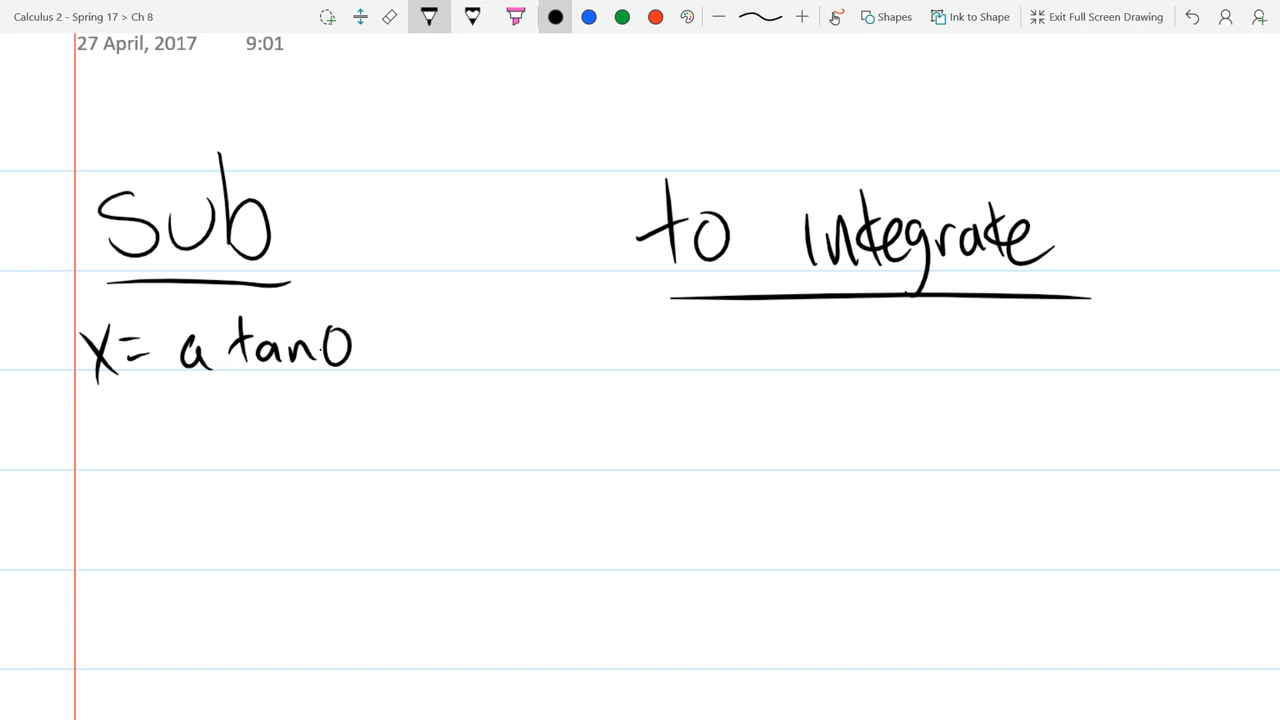 Calculus 2 - Spring 17 > Ch 8
Shapes
Ink to Shape
Exit Full Screen Drawing
27 April, 2017 9:01
Sub
to integrate
x = a tanθ